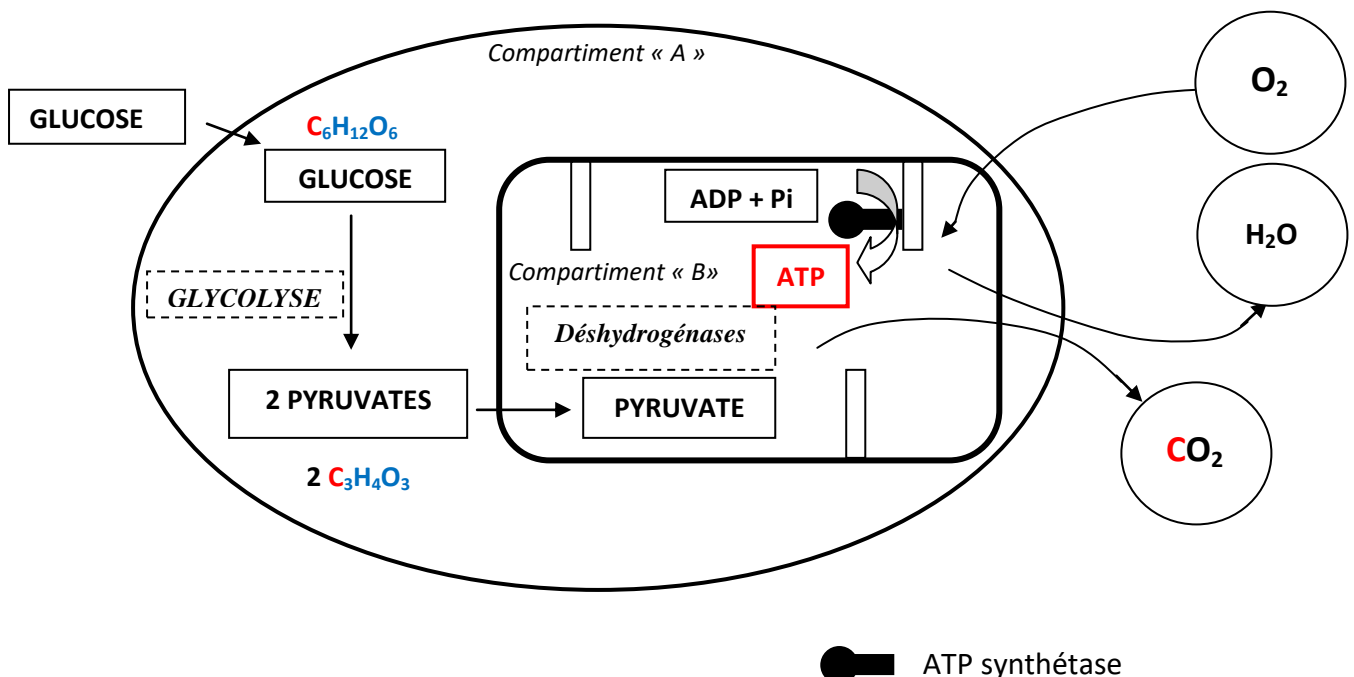 Compartiment « A »
O₂
GLUCOSE
C₆H₁₂O₆
GLUCOSE
ADP + Pi
H₂O
Compartiment « B»
ATP
GLYCOLYSE
Déshydrogénases
2 PYRUVATES
PYRUVATE
CO₂
2 C₃H₄O₃
ATP synthétase